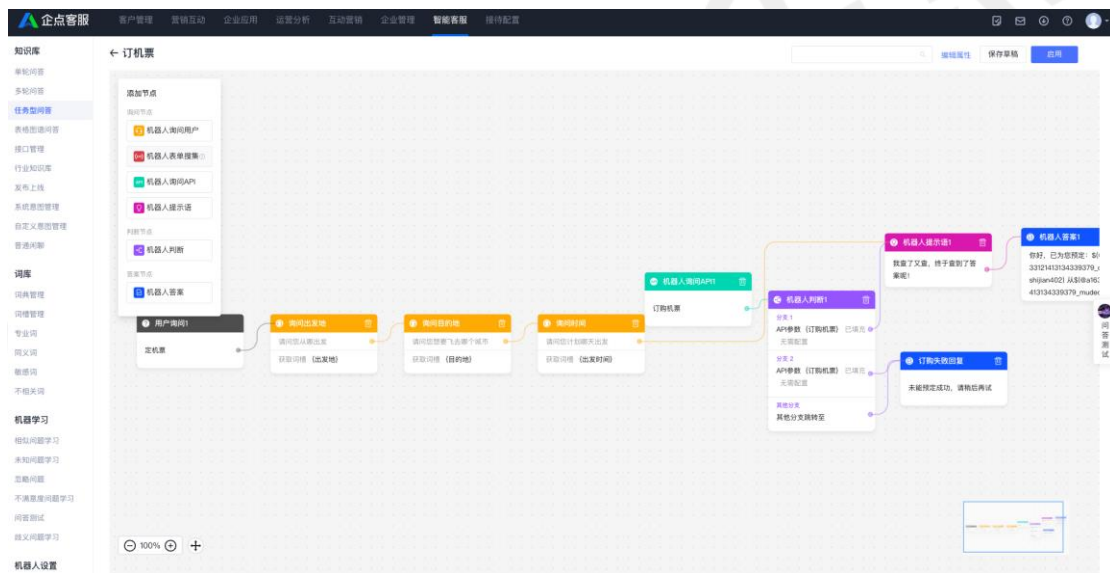 企点客服
客户管理 营销互动 企业应用 运营分析 互动营销 企业管理 智能客服 接待配置
知识库
单轮问答
多轮问答
任务型问答
表格图谱问答
接口管理
行业知识库
发布上线
系统意图管理
自定义意图管理
普通闲聊
词库
词典管理
词槽管理
专业词
同义词
敏感词
不相关词
机器学习
相似问题学习
未知问题学习
忽略问题
不满意度问题学习
问答测试
歧义问题学习
机器人设置
← 订机票
编辑属性 保存草稿 启用
添加节点
询问节点
机器人询问用户
机器人表单搜集
机器人询问API
机器人提示语
判断节点
机器人判断
答案节点
机器人答案
用户询问1
定机票
询问出发地
请问您从哪出发
获取词槽 (出发地)
询问目的地
请问您想要飞去哪个城市
获取词槽 (目的地)
询问时间
请问您计划哪天出发
获取词槽 (出发时间)
机器人询问API1
订购机票
机器人判断1
分支 1
API参数 (订购机票) 已填充
无需配置
分支 2
API参数 (订购机票) 已填充
无需配置
其他分支
其他分支跳转至
机器人提示语1
我查了又查，终于查到了答
案呢！
订购失败回复
未能预定成功，请稍后再试
机器人答案1
你好，已为您预定：$(
33121413134339379_c
shijian402) 从$(@a163
413134339379_mudec
问答测试
100%